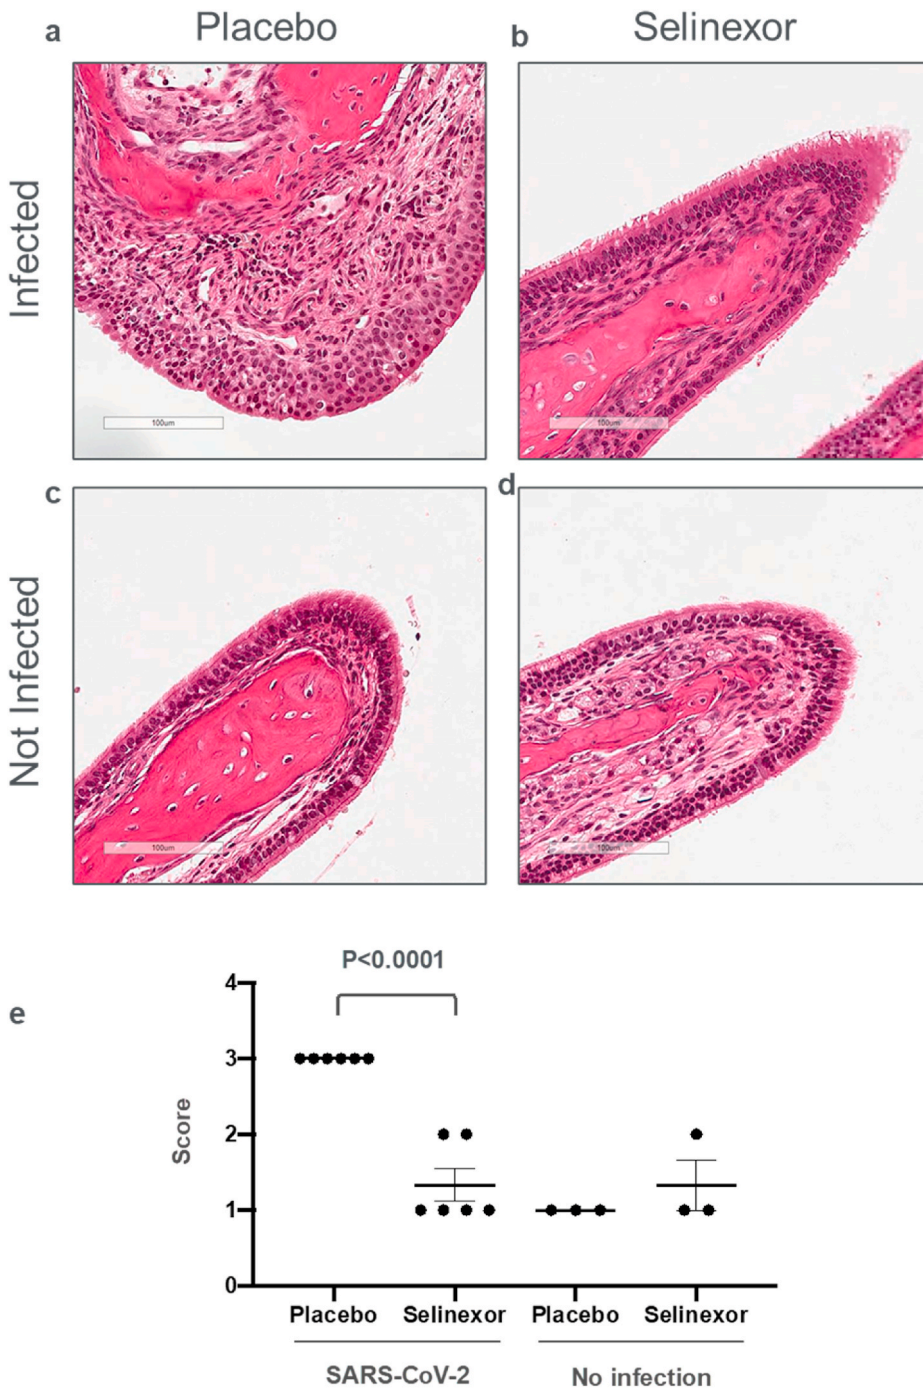 a Placebo b Selinexor
Infected
100um 100um
c d
Not Infected
100um 100um
e
P<0.0001
4
3
2
1
0
Score
Placebo Selinexor Placebo Selinexor
SARS-CoV-2 No infection